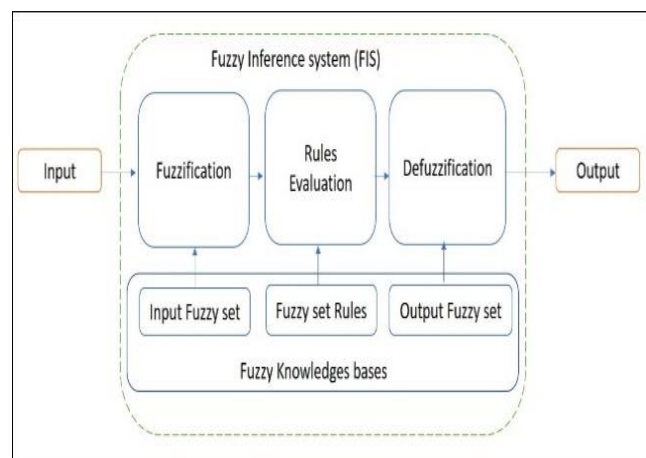 Fuzzy Inference system (FIS)
Input
Fuzzification
Rules
Evaluation
Defuzzification
Output
Input Fuzzy set
Fuzzy set Rules
Output Fuzzy set
Fuzzy Knowledges bases